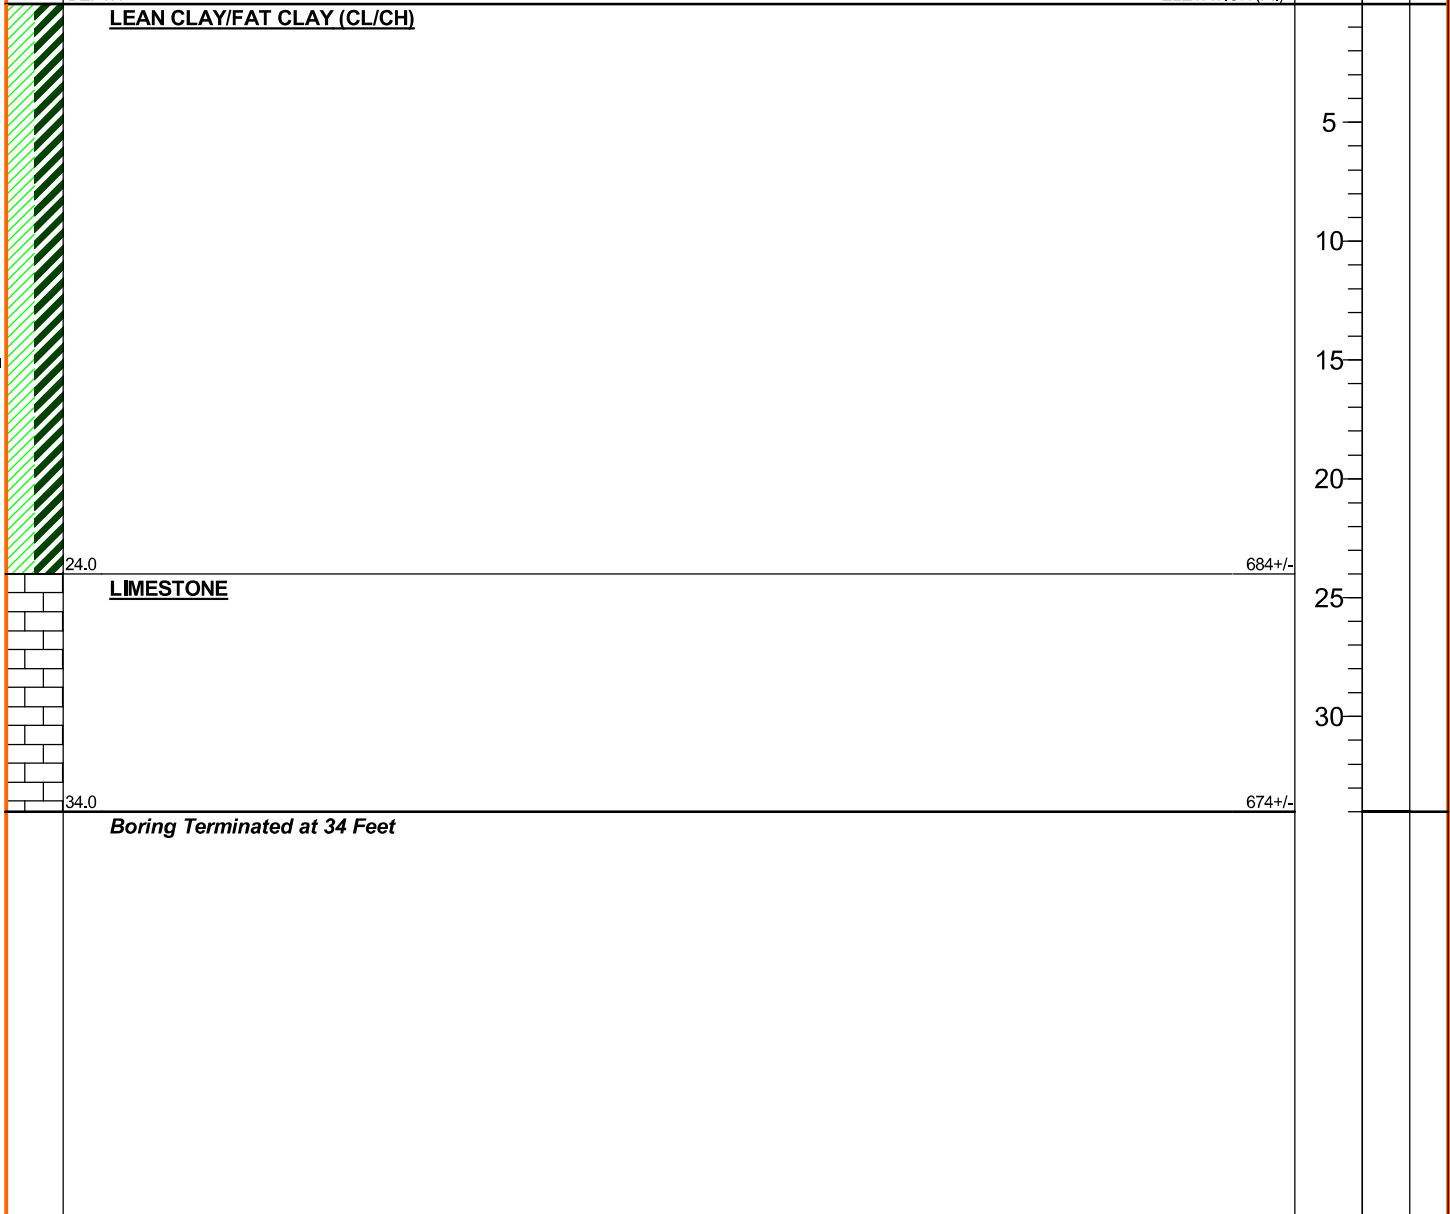 LEAN CLAY/FAT CLAY (CL/CH)
5
10
15
20
24.0 684+/-
LIMESTONE
25
30
34.0 674+/-
Boring Terminated at 34 Feet